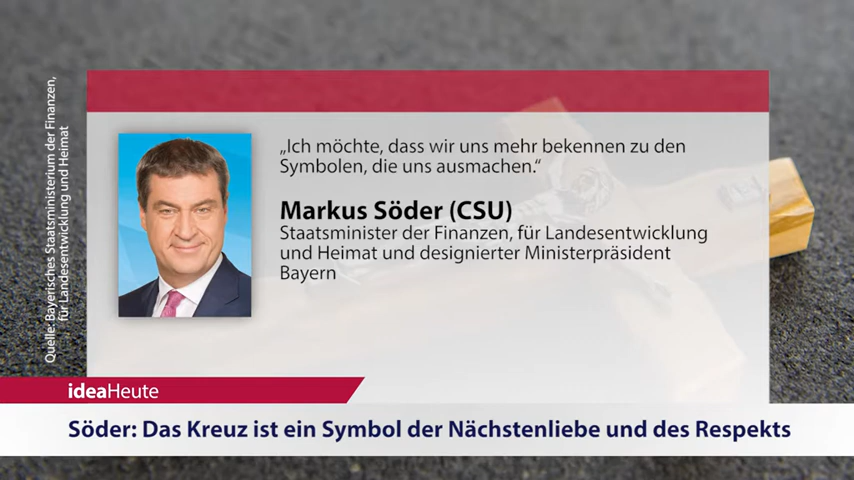 Quelle: Bayerisches Staatsministerium der Finanzen,
für Landesentwicklung und Heimat
„Ich möchte, dass wir uns mehr bekennen zu den
Symbolen, die uns ausmachen.“
Markus Söder (CSU)
Staatsminister der Finanzen, für Landesentwicklung
und Heimat und designierter Ministerpräsident
Bayern
ideaHeute
Söder: Das Kreuz ist ein Symbol der Nächstenliebe und des Respekts